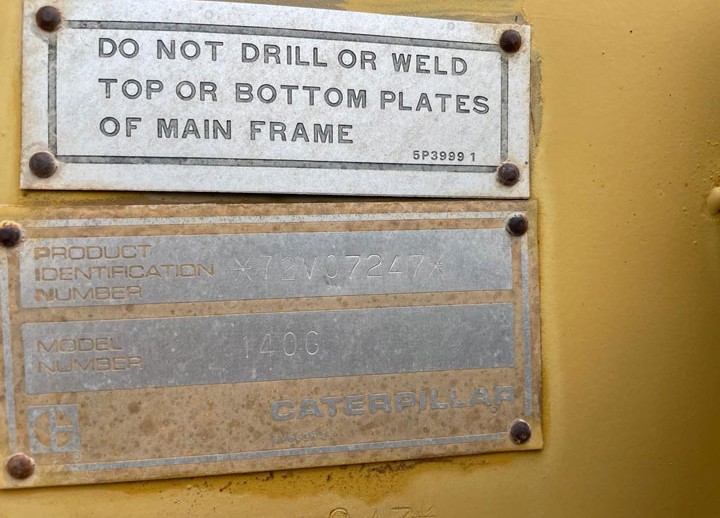 DO NOT DRILL OR WELD
TOP OR BOTTOM PLATES
OF MAIN FRAME
5P3999 1
PRODUCT
IDENTIFICATION
NUMBER
*72V07247*
MODEL
NUMBER
140G
CATERPILLAR